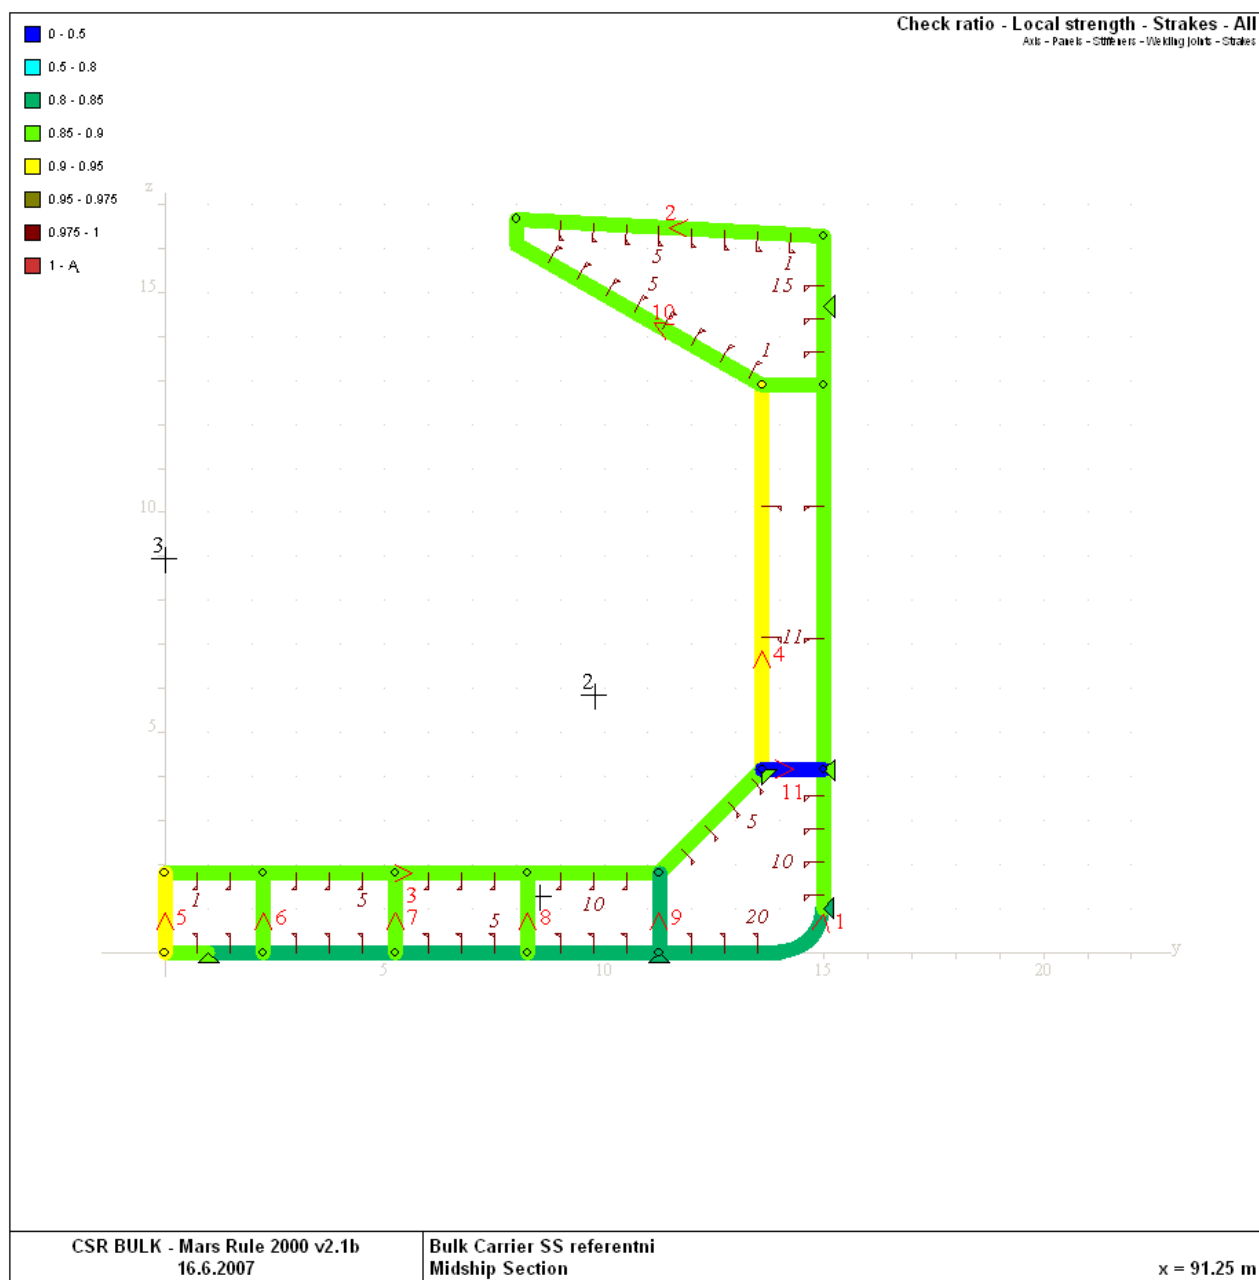 Check ratio - Local strength - Strakes - All
Axis - Panels - Stiffeners - Welding joints - Strakes
0 - 0.5
0.5 - 0.8
0.8 - 0.85
0.85 - 0.9
0.9 - 0.95
0.95 - 0.975
0.975 - 1
1 - A
z
2
5
1
15
15
5
10
1
10
3
11
4
2
5
11
5
10
1
5
3
10
5
6
7
5
8
9
20
1
5
10
15
20
y
CSR BULK - Mars Rule 2000 v2.1b
16.6.2007
Bulk Carrier SS referentni
Midship Section
x = 91.25 m